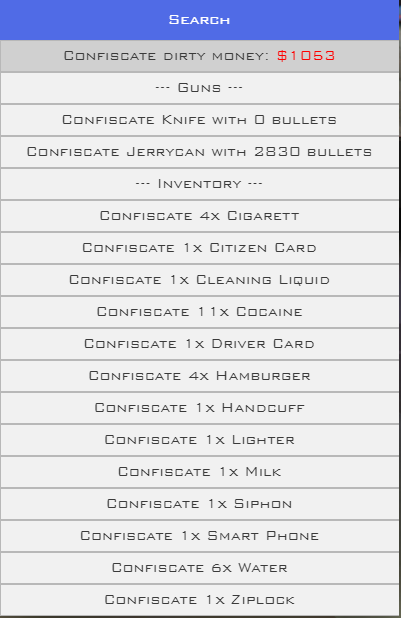 Search
Confiscate dirty money: $1053
--- Guns ---
Confiscate Knife with 0 bullets
Confiscate Jerrycan with 2830 bullets
--- Inventory ---
Confiscate 4x Cigarett
Confiscate 1x Citizen Card
Confiscate 1x Cleaning Liquid
Confiscate 11x Cocaine
Confiscate 1x Driver Card
Confiscate 4x Hamburger
Confiscate 1x Handcuff
Confiscate 1x Lighter
Confiscate 1x Milk
Confiscate 1x Siphon
Confiscate 1x Smart Phone
Confiscate 6x Water
Confiscate 1x Ziplock